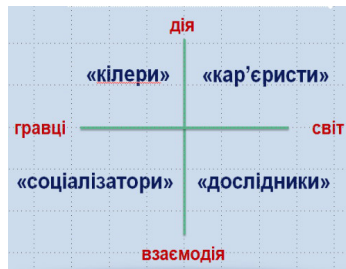 дія
«кілери» «кар’єристи»
гравці світ
«соціалізатори» «дослідники»
взаємодія